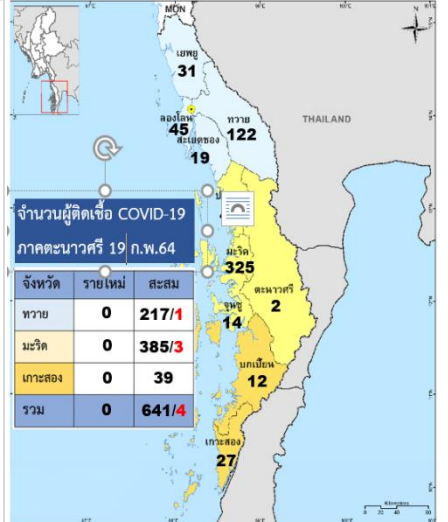 MON
N
เยพยู
31
ลองโลน
45
ทวาย
122
THAILAND
สะเยตชอง
19
จำนวนผู้ติดเชื้อ COVID-19
ภาคตะนาวศรี 19 ก.พ.64
มะริด
325
ตะนาวศรี
2
จุนซู
14
บกเปี้ยน
12
เกาะสอง
27
จังหวัด รายใหม่ สะสม
ทวาย 0 217/1
มะริด 0 385/3
เกาะสอง 0 39
รวม 0 641/4
Kilometers